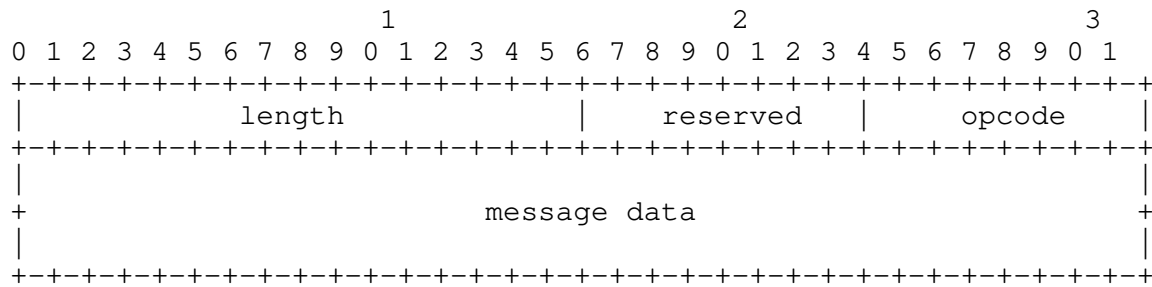 1                   2                   3
 0 1 2 3 4 5 6 7 8 9 0 1 2 3 4 5 6 7 8 9 0 1 2 3 4 5 6 7 8 9 0 1
+-+-+-+-+-+-+-+-+-+-+-+-+-+-+-+-+-+-+-+-+-+-+-+-+-+-+-+-+-+-+-+-+
|            length             |    reserved   |     opcode    |
+-+-+-+-+-+-+-+-+-+-+-+-+-+-+-+-+-+-+-+-+-+-+-+-+-+-+-+-+-+-+-+-+
|                                                               |
+                          message data                         +
|                                                               |
+-+-+-+-+-+-+-+-+-+-+-+-+-+-+-+-+-+-+-+-+-+-+-+-+-+-+-+-+-+-+-+-+